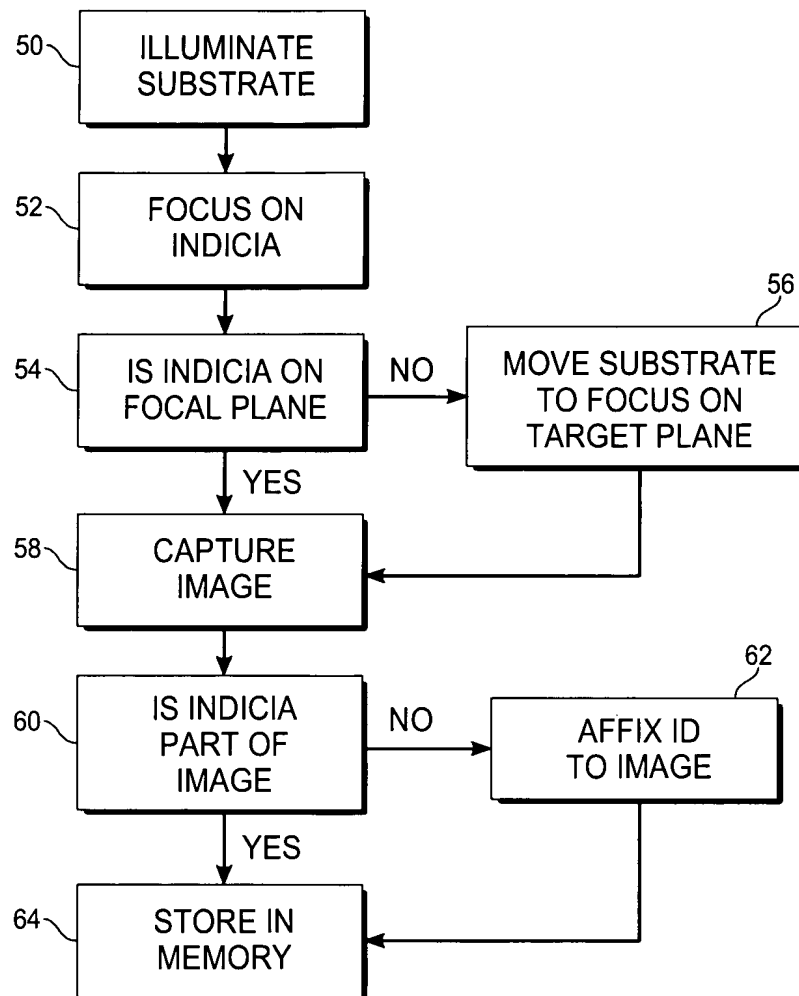 50
ILLUMINATE
SUBSTRATE
52
FOCUS ON
INDICIA
54
IS INDICIA ON
FOCAL PLANE
NO
56
MOVE SUBSTRATE
TO FOCUS ON
TARGET PLANE
YES
58
CAPTURE
IMAGE
60
IS INDICIA
PART OF
IMAGE
NO
62
AFFIX ID
TO IMAGE
YES
64
STORE IN
MEMORY